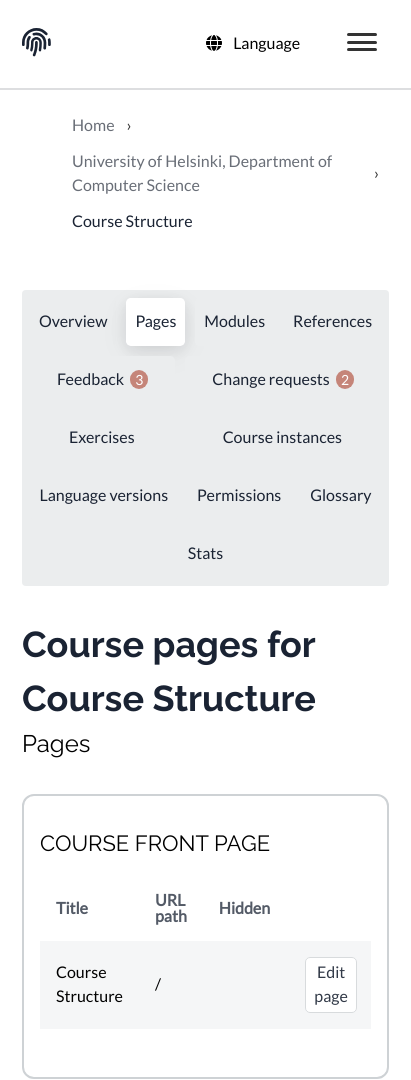 Language
Home ›
University of Helsinki, Department of
Computer Science ›
Course Structure
Overview Pages Modules References
Feedback 3 Change requests 2
Exercises Course instances
Language versions Permissions Glossary
Stats
Course pages for
Course Structure
Pages
COURSE FRONT PAGE
Title URL path Hidden
Course Structure / Edit page